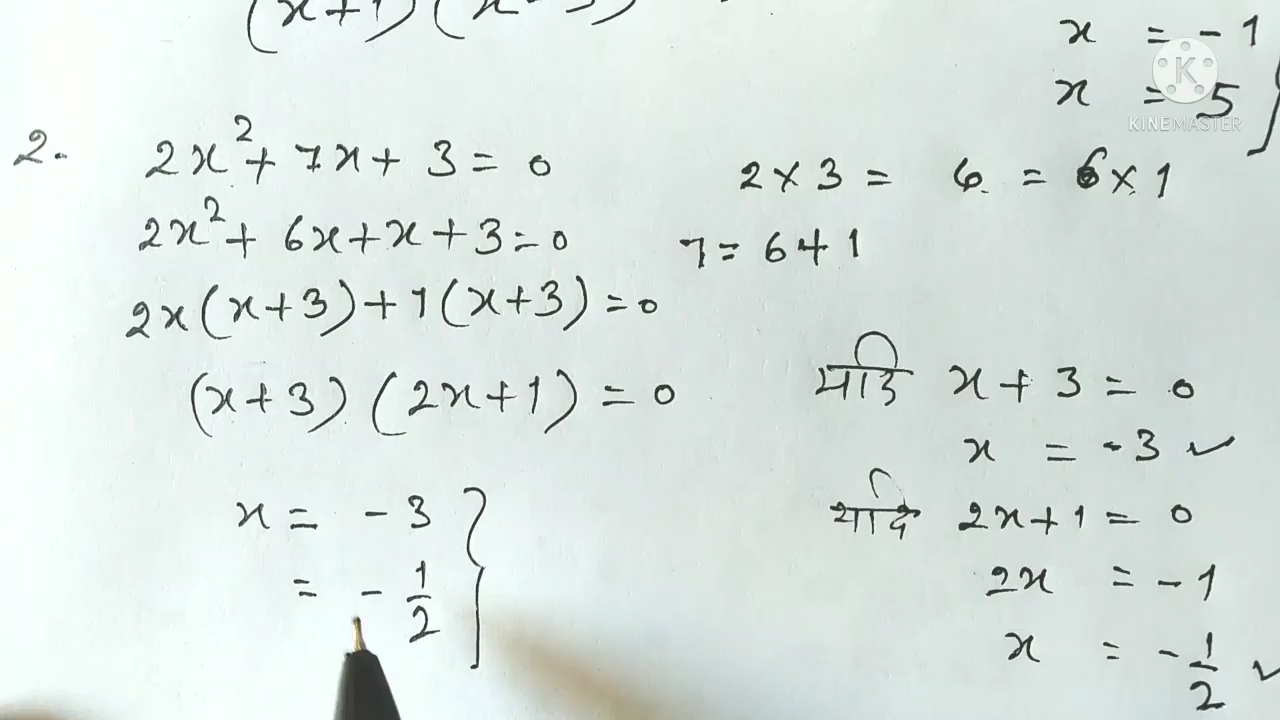 (x+1)(x-5)
x = -1
x = 5
KINEMASTER
2. 2x²+ 7x+ 3 = 0
2 × 3 = 6 = 6 × 1
2x²+ 6x+x+3=0
7 = 6+1
2x(x+3)+1(x+3)=0
यदि x+3 = 0
(x+3)(2x+1)=0
x = -3 ✓
x = -3
यदि 2x+1 = 0
= -1/2
2x = -1
x = -1/2 ✓